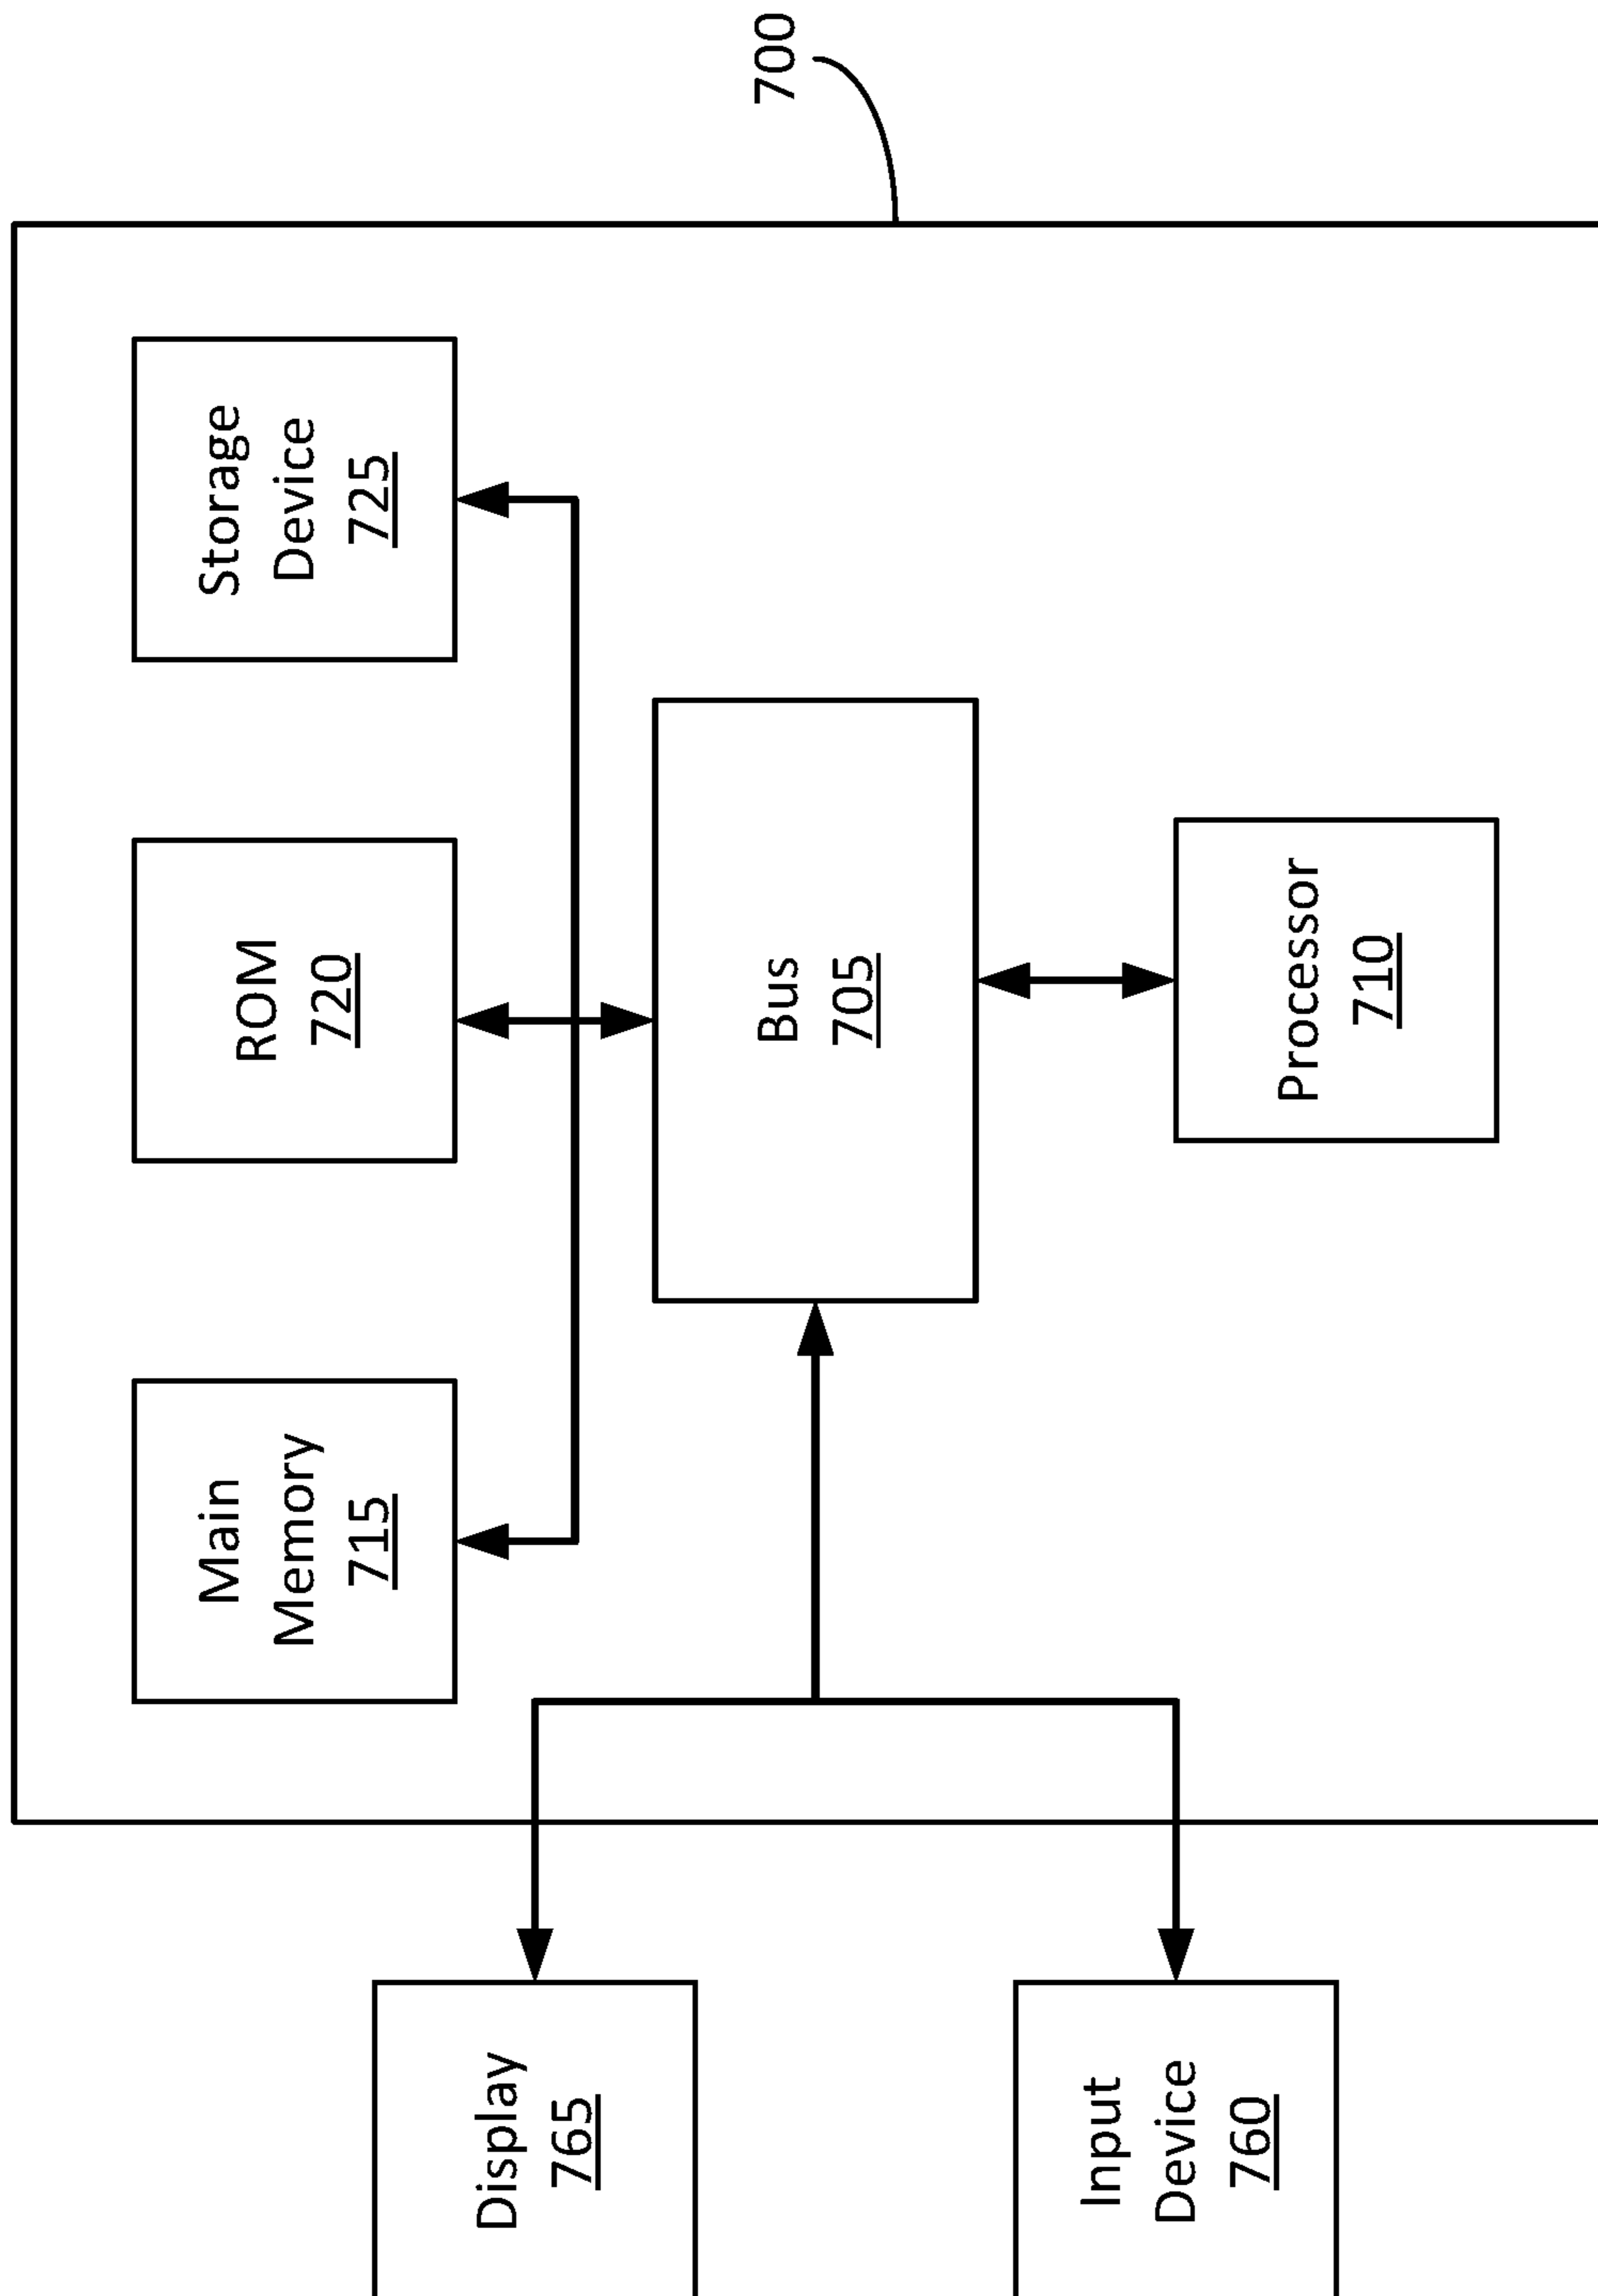 700
Main
Memory
715
ROM
720
Storage
Device
725
Display
765
Bus
705
Input
Device
760
Processor
710